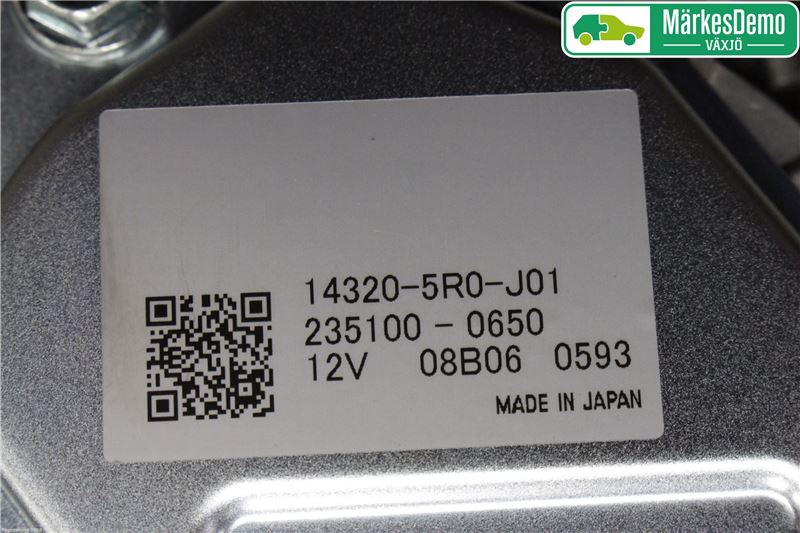 MärkesDemo
VÄXJÖ
14320-5R0-J01
235100-0650
12V 08B06 0593
MADE IN JAPAN